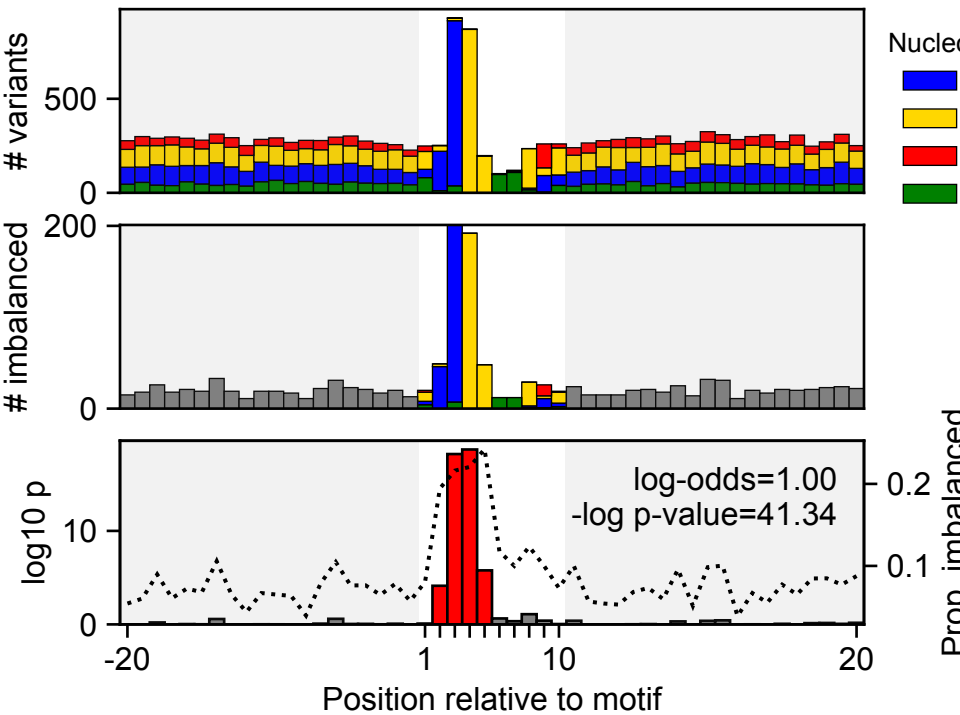 Nucleo
# variants
500
0
# imbalanced
200
0
log10 p
10
0
log-odds=1.00
-log p-value=41.34
0.2
0.1
Prop. imbalanced
-20
1
10
20
Position relative to motif